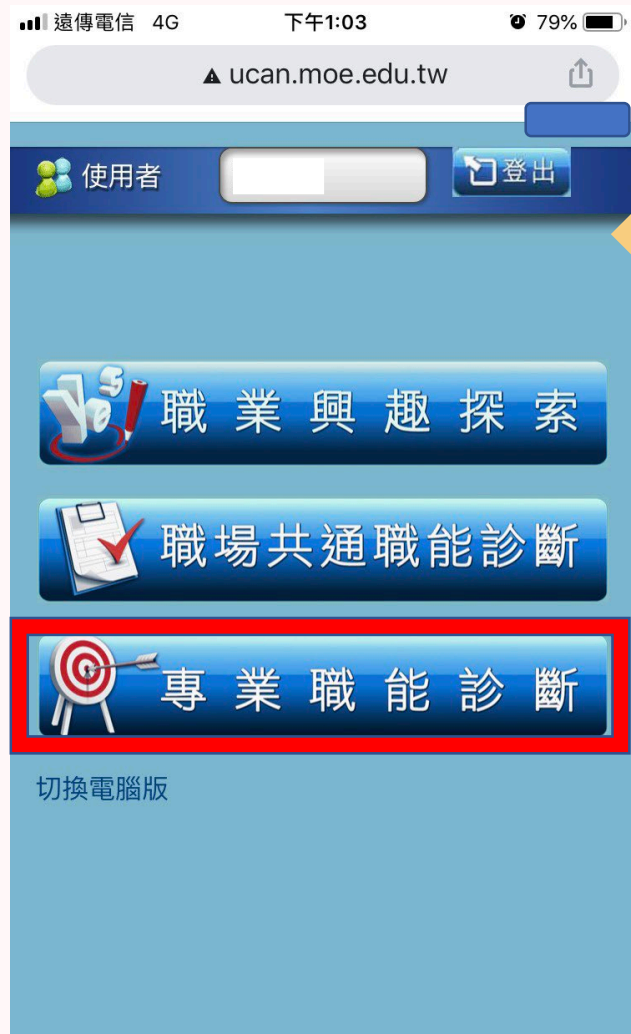 遠傳電信 4G 下午1:03 79%
ucan.moe.edu.tw
使用者 登出
職業興趣探索
職場共通職能診斷
專業職能診斷
切換電腦版